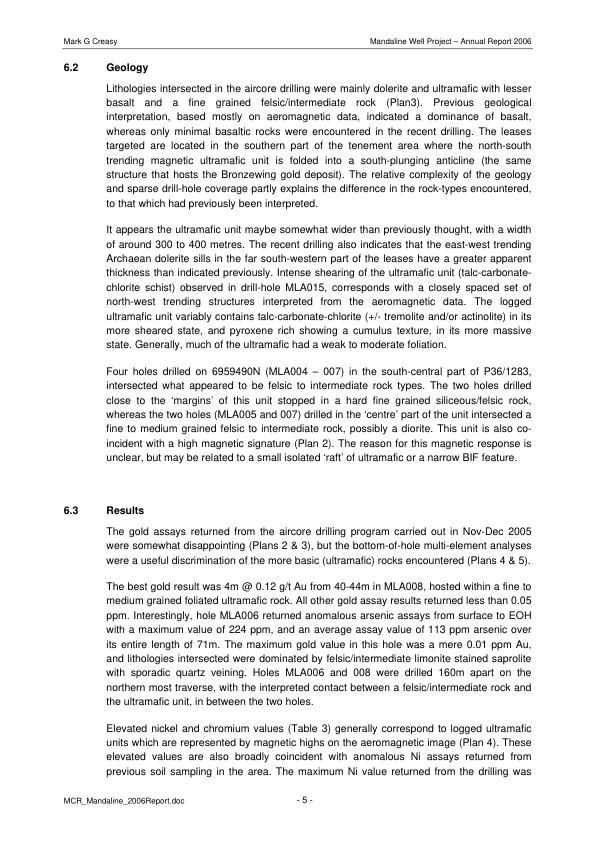 Mark G Creasy
Mandaline Well Project – Annual Report 2006
6.2 Geology
Lithologies intersected in the aircore drilling were mainly dolerite and ultramafic with lesser
basalt and a fine grained felsic/intermediate rock (Plan3). Previous geological
interpretation, based mostly on aeromagnetic data, indicated a dominance of basalt,
whereas only minimal basaltic rocks were encountered in the recent drilling. The leases
targeted are located in the southern part of the tenement area where the north-south
trending magnetic ultramafic unit is folded into a south-plunging anticline (the same
structure that hosts the Bronzewing gold deposit). The relative complexity of the geology
and sparse drill-hole coverage partly explains the difference in the rock-types encountered,
to that which had previously been interpreted.
It appears the ultramafic unit maybe somewhat wider than previously thought, with a width
of around 300 to 400 metres. The recent drilling also indicates that the east-west trending
Archaean dolerite sills in the far south-western part of the leases have a greater apparent
thickness than indicated previously. Intense shearing of the ultramafic unit (talc-carbonate-
chlorite schist) observed in drill-hole MLA015, corresponds with a closely spaced set of
north-west trending structures interpreted from the aeromagnetic data. The logged
ultramafic unit variably contains talc-carbonate-chlorite (+/- tremolite and/or actinolite) in its
more sheared state, and pyroxene rich showing a cumulus texture, in its more massive
state. Generally, much of the ultramafic had a weak to moderate foliation.
Four holes drilled on 6959490N (MLA004 – 007) in the south-central part of P36/1283,
intersected what appeared to be felsic to intermediate rock types. The two holes drilled
close to the ‘margins’ of this unit stopped in a hard fine grained siliceous/felsic rock,
whereas the two holes (MLA005 and 007) drilled in the ‘centre’ part of the unit intersected a
fine to medium grained felsic to intermediate rock, possibly a diorite. This unit is also co-
incident with a high magnetic signature (Plan 2). The reason for this magnetic response is
unclear, but may be related to a small isolated ‘raft’ of ultramafic or a narrow BIF feature.
6.3 Results
The gold assays returned from the aircore drilling program carried out in Nov-Dec 2005
were somewhat disappointing (Plans 2 & 3), but the bottom-of-hole multi-element analyses
were a useful discrimination of the more basic (ultramafic) rocks encountered (Plans 4 & 5).
The best gold result was 4m @ 0.12 g/t Au from 40-44m in MLA008, hosted within a fine to
medium grained foliated ultramafic rock. All other gold assay results returned less than 0.05
ppm. Interestingly, hole MLA006 returned anomalous arsenic assays from surface to EOH
with a maximum value of 224 ppm, and an average assay value of 113 ppm arsenic over
its entire length of 71m. The maximum gold value in this hole was a mere 0.01 ppm Au,
and lithologies intersected were dominated by felsic/intermediate limonite stained saprolite
with sporadic quartz veining. Holes MLA006 and 008 were drilled 160m apart on the
northern most traverse, with the interpreted contact between a felsic/intermediate rock and
the ultramafic unit, in between the two holes.
Elevated nickel and chromium values (Table 3) generally correspond to logged ultramafic
units which are represented by magnetic highs on the aeromagnetic image (Plan 4). These
elevated values are also broadly coincident with anomalous Ni assays returned from
previous soil sampling in the area. The maximum Ni value returned from the drilling was
MCR_Mandaline_2006Report.doc
- 5 -